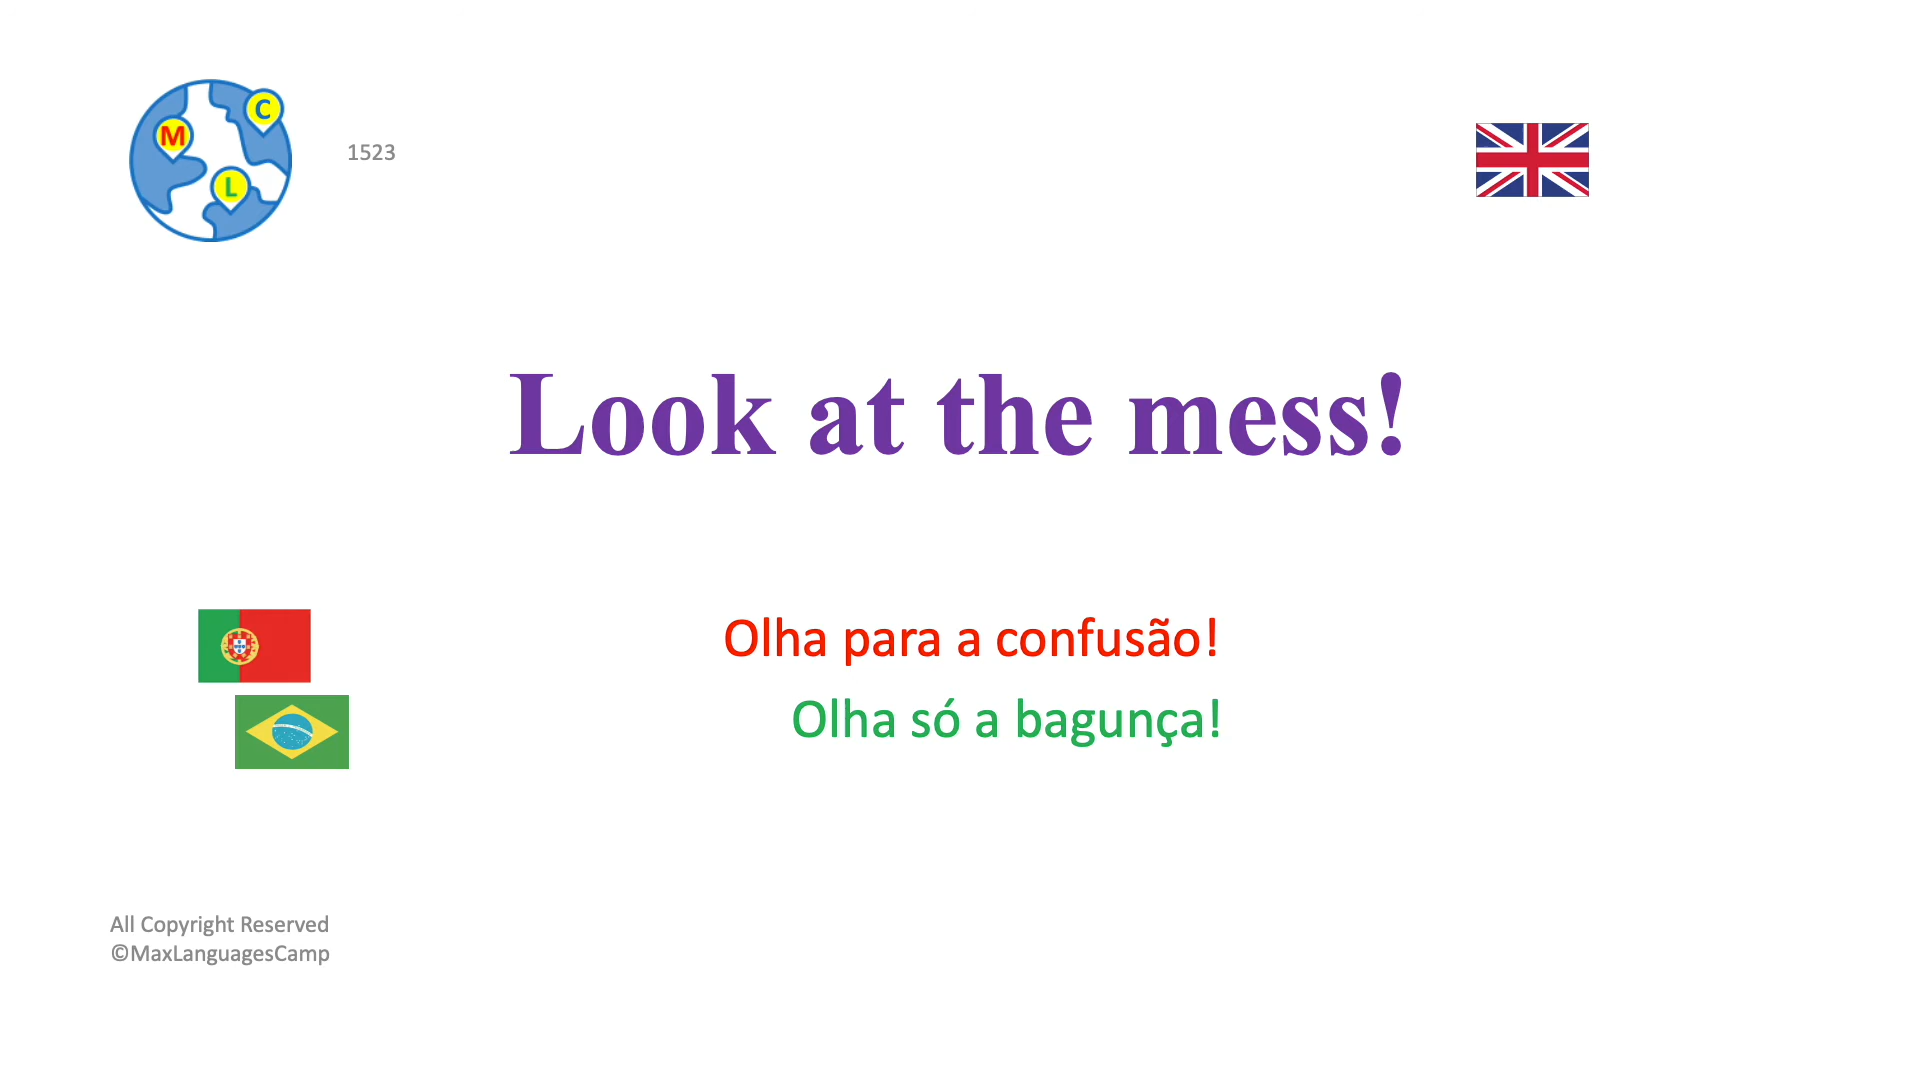 M
C
L
1523
Look at the mess!
Olha para a confusão!
Olha só a bagunça!
All Copyright Reserved
©MaxLanguagesCamp